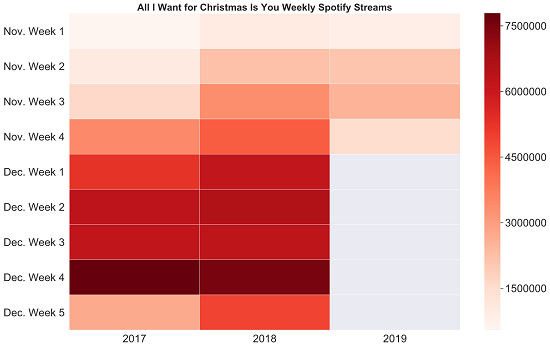 All I Want for Christmas Is You Weekly Spotify Streams
Nov. Week 1
Nov. Week 2
Nov. Week 3
Nov. Week 4
Dec. Week 1
Dec. Week 2
Dec. Week 3
Dec. Week 4
Dec. Week 5
2017 2018 2019
7500000
6000000
4500000
3000000
1500000